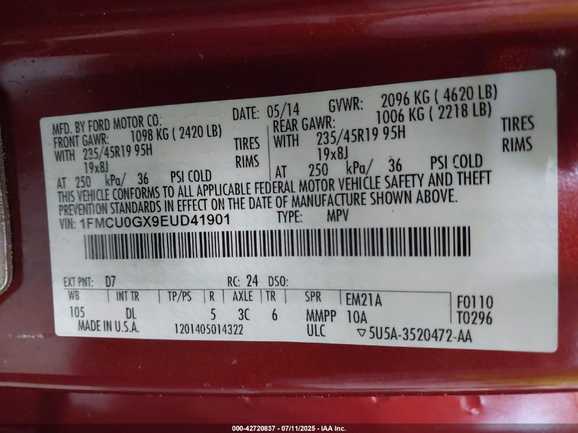 MFD. BY FORD MOTOR CO. DATE: 05/14 GVWR: 2096 KG ( 4620 LB)
FRONT GAWR: 1098 KG ( 2420 LB) REAR GAWR: 1006 KG ( 2218 LB)
WITH 235/45R19 95H TIRES WITH 235/45R19 95H TIRES
19x8J RIMS 19x8J RIMS
AT 250 kPa/ 36 PSI COLD AT 250 kPa/ 36 PSI COLD
THIS VEHICLE CONFORMS TO ALL APPLICABLE FEDERAL MOTOR VEHICLE SAFETY AND THEFT
PREVENTION STANDARDS IN EFFECT ON THE DATE OF MANUFACTURE SHOWN ABOVE.
VIN: 1FMCU0GX9EUD41901 TYPE: MPV
EXT PNT: D7 RC: 24 DSO:
WB INT TR TP/PS R AXLE TR SPR EM21A F0110
105 DL 5 3C 6 MMPP 10A T0296
MADE IN U.S.A. 1201405014322 ULC ▽5U5A-3520472-AA
000-42720837 - 07/11/2025 - IAA Inc.